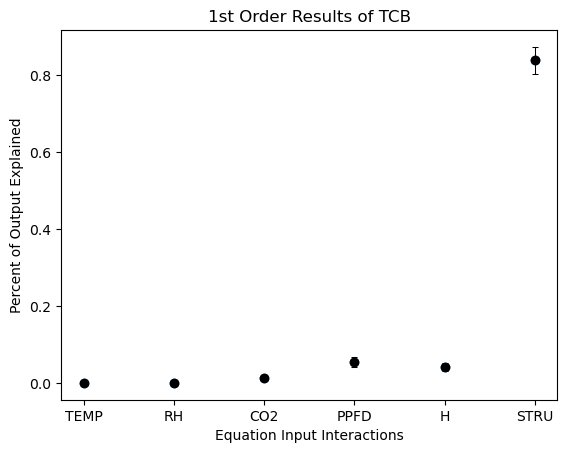 1st Order Results of TCB
Percent of Output Explained
0.8
0.6
0.4
0.2
0.0
TEMP RH CO2 PPFD H STRU
Equation Input Interactions